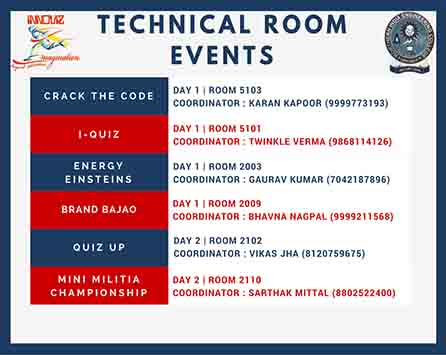 INNOVIZ
TECHNICAL ROOM
EVENTS
CRACK THE CODE
DAY 1 | ROOM 5103
COORDINATOR : KARAN KAPOOR (9999773193)
I-QUIZ
DAY 1 | ROOM 5101
COORDINATOR : TWINKLE VERMA (9868114126)
ENERGY
EINSTEINS
DAY 1 | ROOM 2003
COORDINATOR : GAURAV KUMAR (7042187896)
BRAND BAJAO
DAY 1 | ROOM 2009
COORDINATOR : BHAVNA NAGPAL (9999211568)
QUIZ UP
DAY 2 | ROOM 2102
COORDINATOR : VIKAS JHA (8120759675)
MINI MILITIA
CHAMPIONSHIP
DAY 2 | ROOM 2110
COORDINATOR : SARTHAK MITTAL (8802522400)